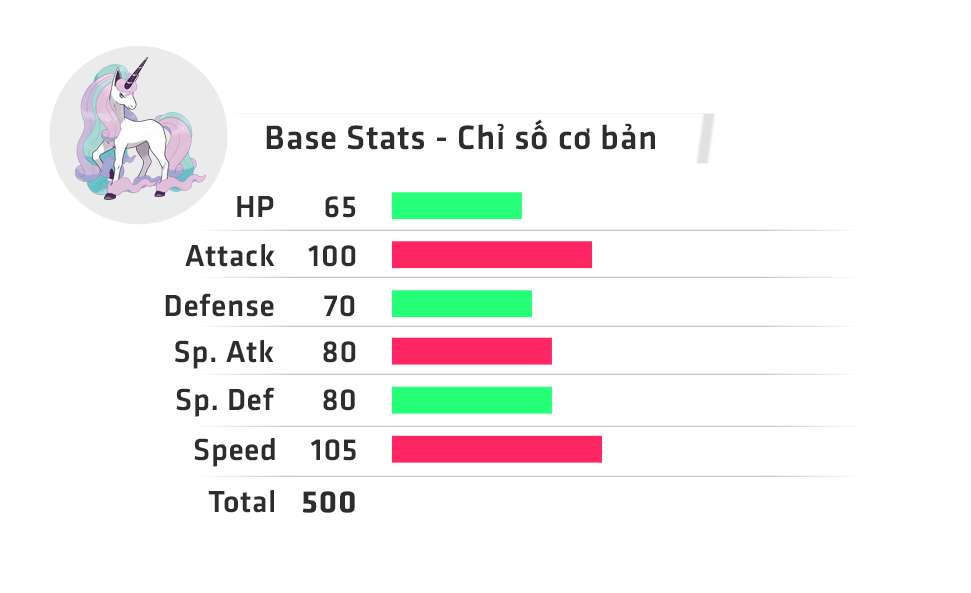 Base Stats - Chỉ số cơ bản
HP 65
Attack 100
Defense 70
Sp. Atk 80
Sp. Def 80
Speed 105
Total 500